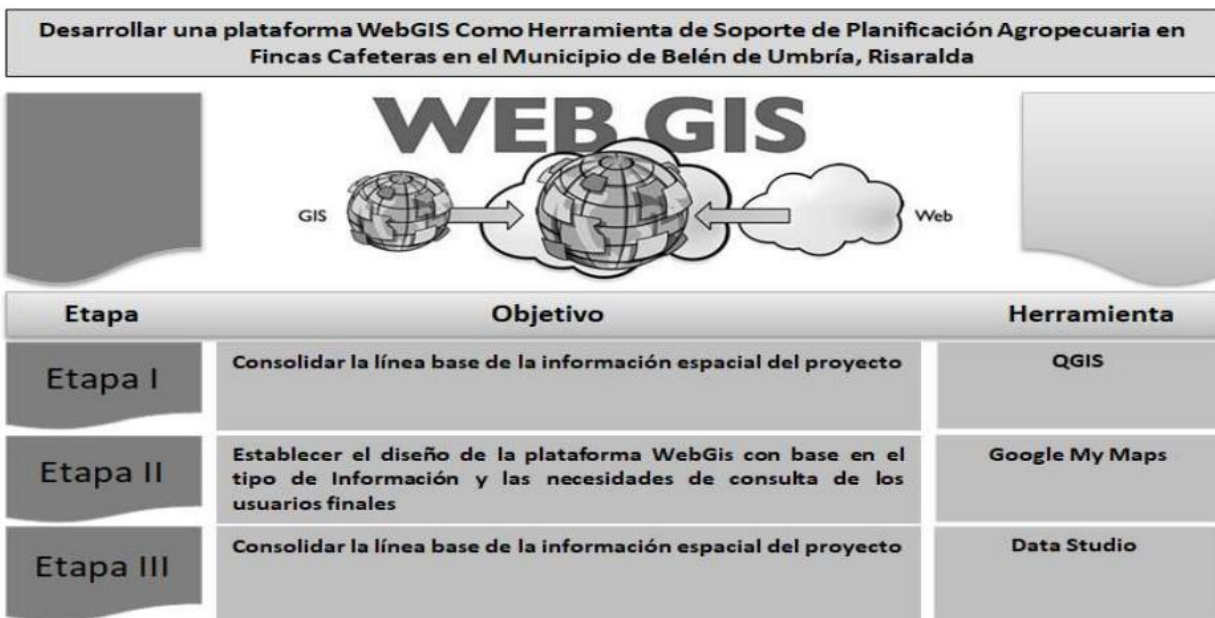 Desarrollar una plataforma WebGIS Como Herramienta de Soporte de Planificación Agropecuaria en
Fincas Cafeteras en el Municipio de Belén de Umbría, Risaralda
WEB GIS
GIS
Web
Etapa
Objetivo
Herramienta
Etapa I
Consolidar la línea base de la información espacial del proyecto
QGIS
Etapa II
Establecer el diseño de la plataforma WebGis con base en el
tipo de Información y las necesidades de consulta de los
usuarios finales
Google My Maps
Etapa III
Consolidar la línea base de la información espacial del proyecto
Data Studio